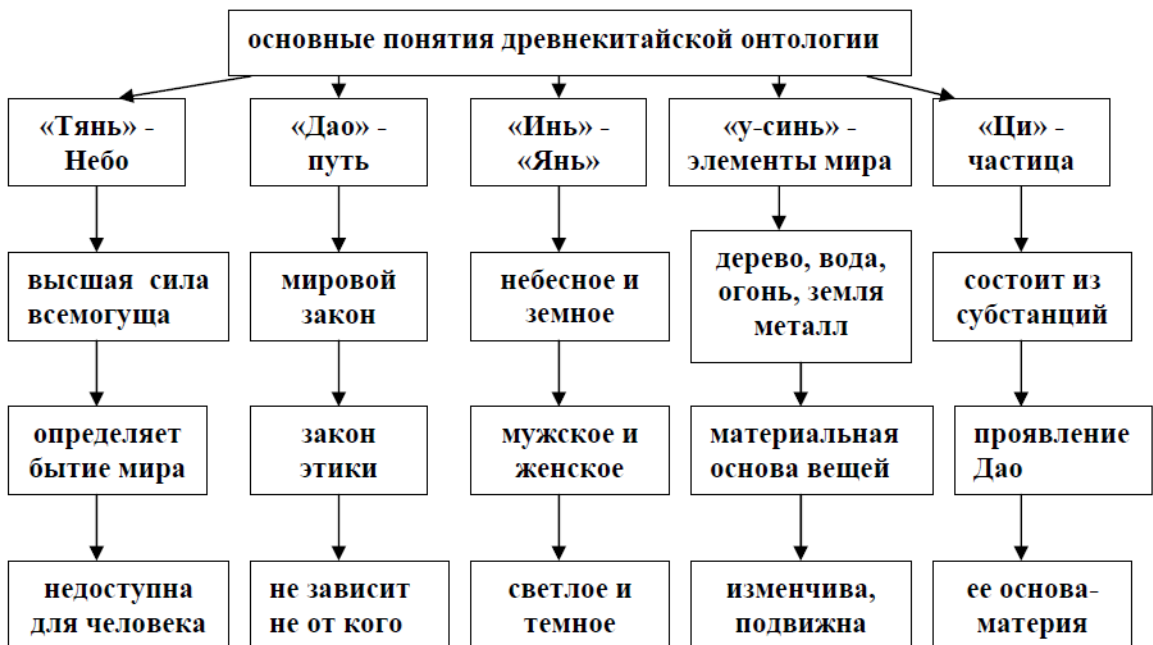 основные понятия древнекитайской онтологии
«Тянь» -
Небо
«Дао» -
путь
«Инь» -
«Янь»
«у-синь» -
элементы мира
«Ци» -
частица
высшая сила
всемогуща
мировой
закон
небесное и
земное
дерево, вода,
огонь, земля
металл
состоит из
субстанций
определяет
бытие мира
закон
этики
мужское и
женское
материальная
основа вещей
проявление
Дао
недоступна
для человека
не зависит
не от кого
светлое и
темное
изменчива,
подвижна
ее основа-
материя